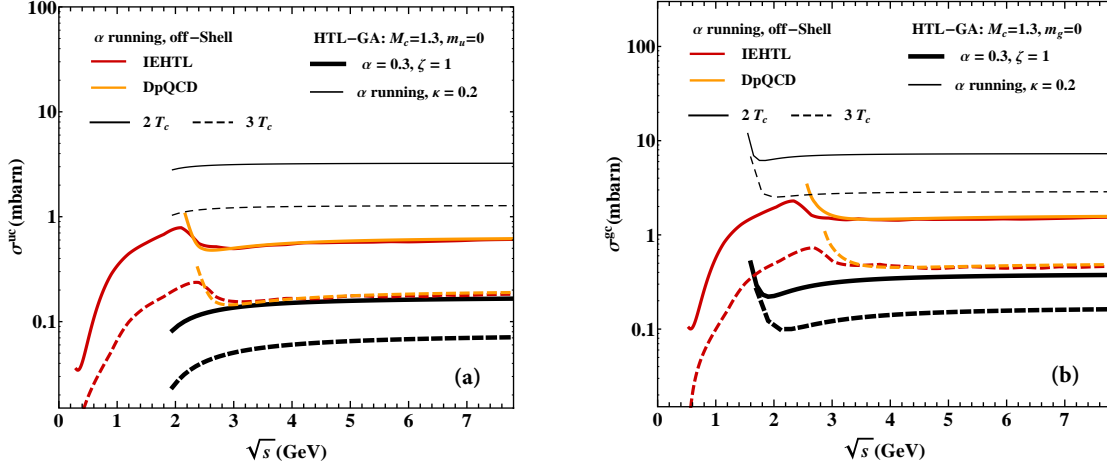 (a)
α running, off-Shell
HTL-GA: M_c=1.3, m_u=0
IEHTL
α = 0.3, ζ = 1
DpQCD
α running, κ = 0.2
2 T_c
3 T_c
100
10
1
0.1
σ^uc (mbarn)
(a)
0 1 2 3 4 5 6 7
√s (GeV)
(b)
α running, off-Shell
HTL-GA: M_c=1.3, m_g=0
IEHTL
α = 0.3, ζ = 1
DpQCD
α running, κ = 0.2
2 T_c
3 T_c
100
10
1
0.1
σ^gc (mbarn)
(b)
0 1 2 3 4 5 6 7
√s (GeV)